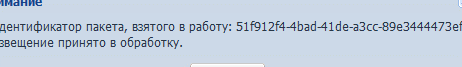 имание
дентификатор пакета, взятого в работу: 51f912f4-4bad-41de-a3cc-89e3444473ef
звещение принято в обработку.